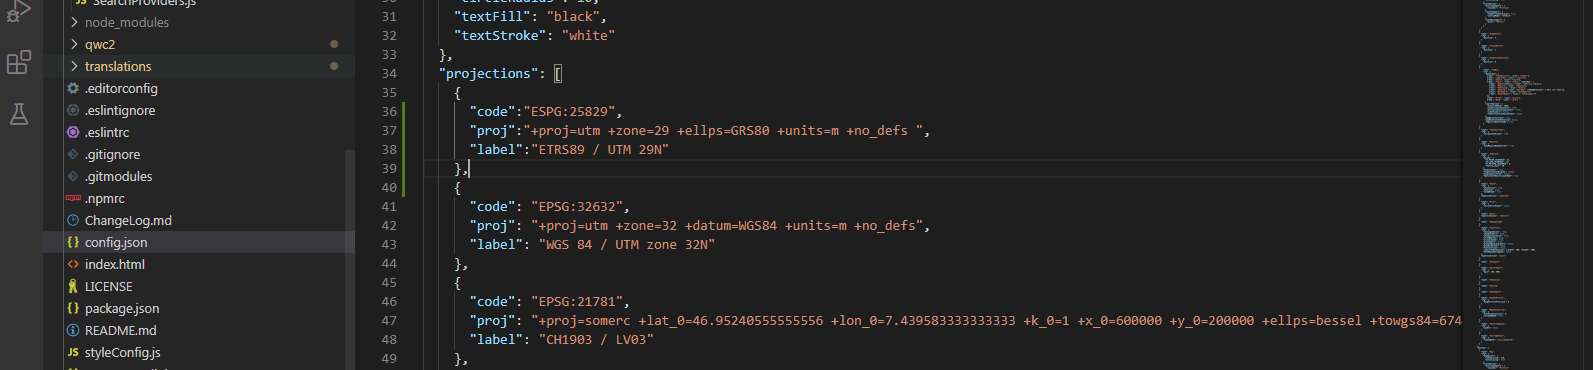 SearchProviders.js
node_modules
qwc2
translations
.editorconfig
.eslintignore
.eslintrc
.gitignore
.gitmodules
.npmrc
ChangeLog.md
config.json
index.html
LICENSE
package.json
README.md
JS styleConfig.js
31 "textFill": "black",
32 "textStroke": "white"
33 },
34 "projections": [
35 {
36 "code":"ESPG:25829",
37 "proj":"+proj=utm +zone=29 +ellps=GRS80 +units=m +no_defs ",
38 "label":"ETRS89 / UTM 29N"
39 },
40 {
41 "code": "EPSG:32632",
42 "proj": "+proj=utm +zone=32 +datum=WGS84 +units=m +no_defs",
43 "label": "WGS 84 / UTM zone 32N"
44 },
45 {
46 "code": "EPSG:21781",
47 "proj": "+proj=somerc +lat_0=46.95240555555556 +lon_0=7.439583333333333 +k_0=1 +x_0=600000 +y_0=200000 +ellps=bessel +towgs84=674
48 "label": "CH1903 / LV03"
49 },